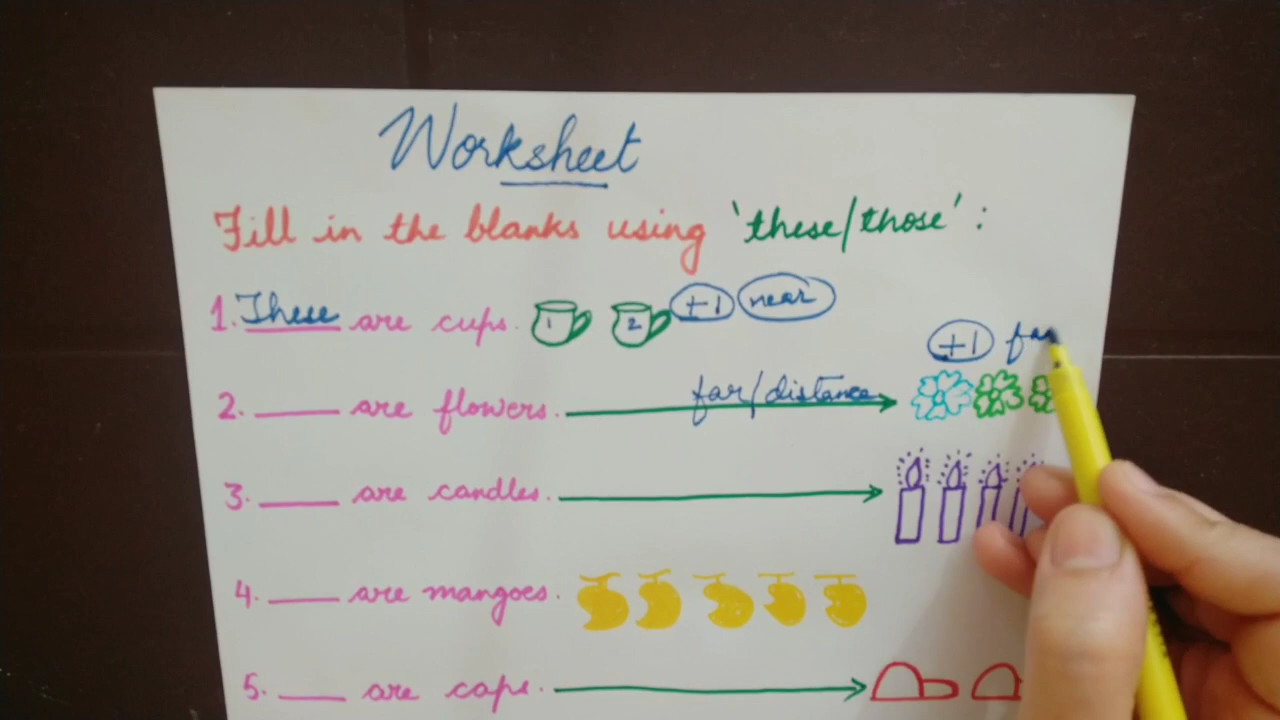 Worksheet
Fill in the blanks using 'these/those':
1. These are cups. 1 2 +1 near
+1 fa
2. ____ are flowers. far/distance
3. ____ are candles.
4. ____ are mangoes.
5. ____ are caps.